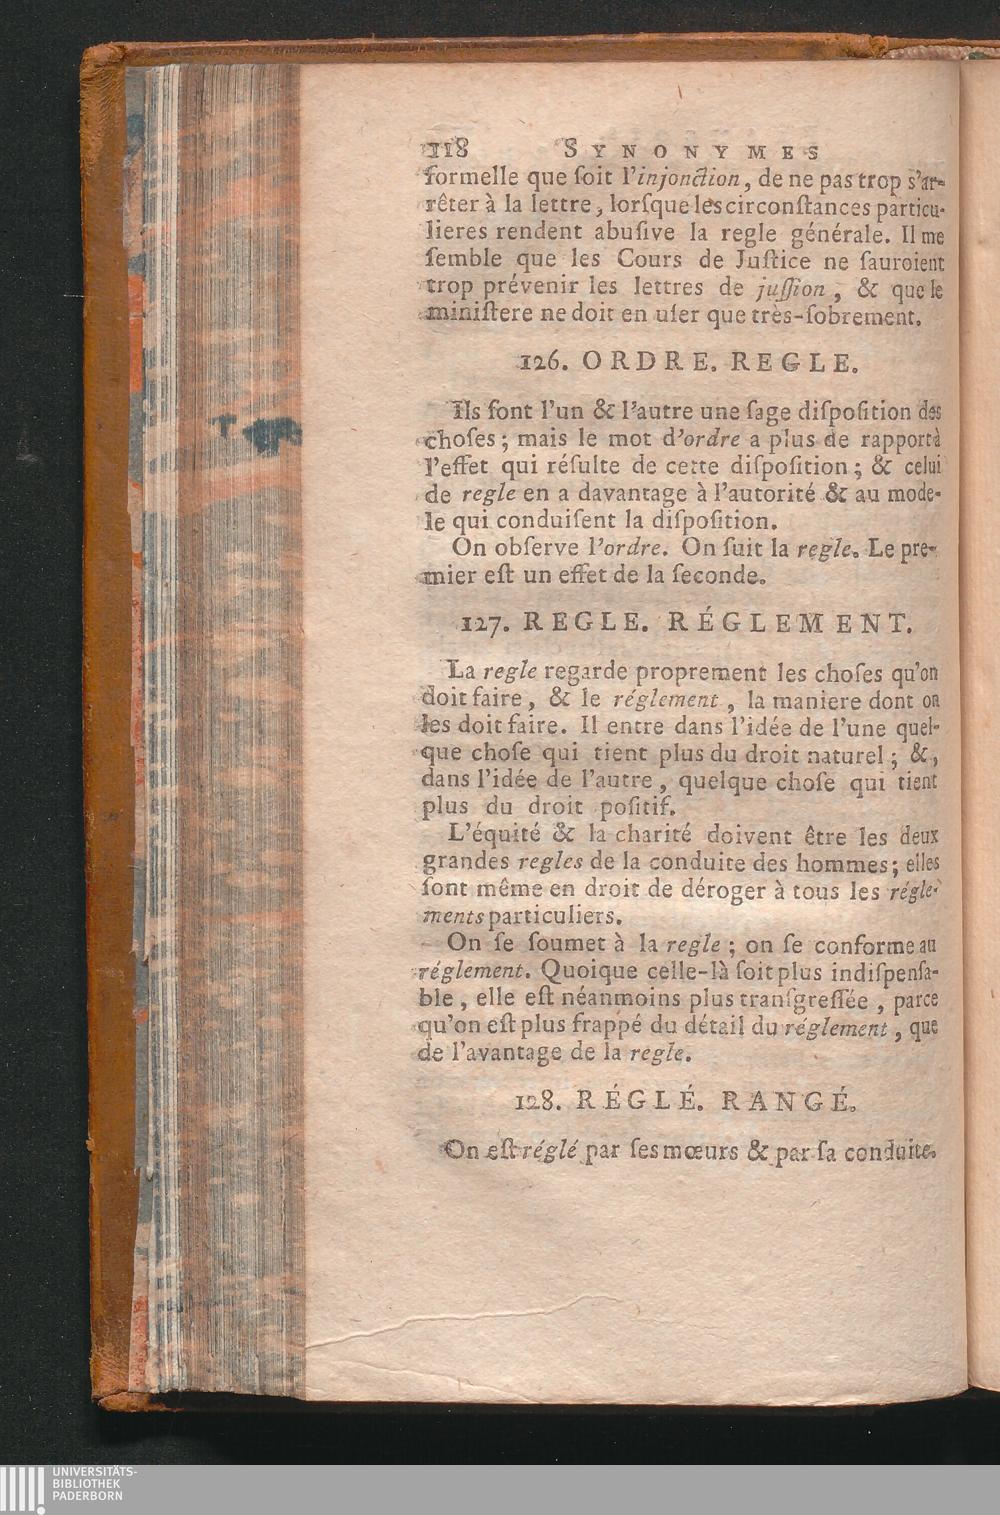 118 SYNONYMES
formelle que ſoit l'injonction, de ne pas trop s'ar-
rêter à la lettre, lorſque les circonſtances particu-
lieres rendent abuſive la regle générale. Il me
ſemble que les Cours de Juſtice ne ſauroient
trop prévenir les lettres de juſſion, & que le
miniſtere ne doit en uſer que très-ſobrement.
126. ORDRE. REGLE.
Ils ſont l'un & l'autre une ſage diſpoſition des
choſes; mais le mot d'ordre a plus de rapport à
l'effet qui réſulte de cette diſpoſition; & celui
de regle en a davantage à l'autorité & au mode-
le qui conduiſent la diſpoſition.
On obſerve l'ordre. On ſuit la regle. Le pre-
mier eſt un effet de la ſeconde.
127. REGLE. RÉGLEMENT.
La regle regarde proprement les choſes qu'on
doit faire, & le réglement, la maniere dont on
les doit faire. Il entre dans l'idée de l'une quel-
que choſe qui tient plus du droit naturel; &,
dans l'idée de l'autre, quelque choſe qui tient
plus du droit poſitif.
L'équité & la charité doivent être les deux
grandes regles de la conduite des hommes; elles
ſont même en droit de déroger à tous les régle-
ments particuliers.
On ſe ſoumet à la regle; on ſe conforme au
réglement. Quoique celle-là ſoit plus indiſpenſa-
ble, elle eſt néanmoins plus tranſgreſſée, parce
qu'on eſt plus frappé du détail du réglement, que
de l'avantage de la regle.
128. RÉGLÉ. RANGÉ.
On eſt réglé par ſes mœurs & par ſa conduite.
UNIVERSITÄTS-
BIBLIOTHEK
PADERBORN